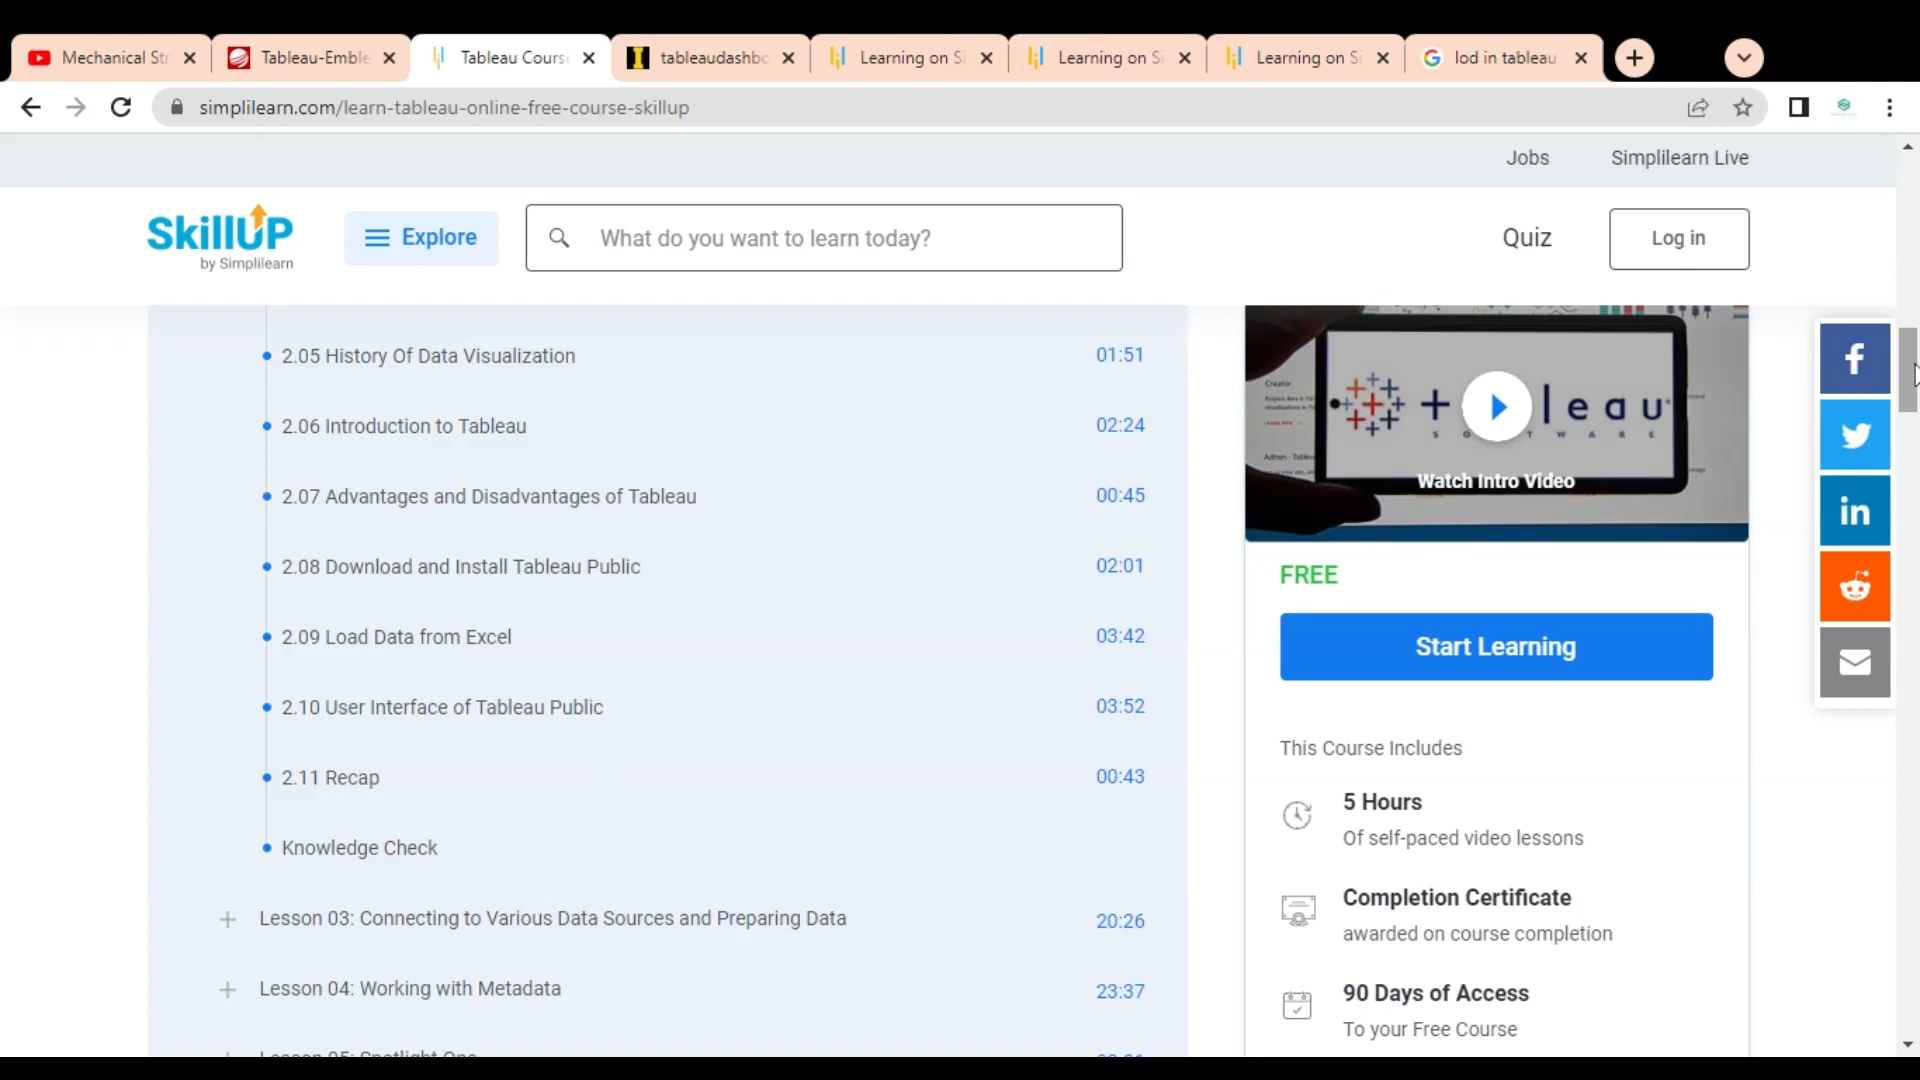 Mechanical Str
Tableau-Emble
Tableau Cours
tableaudashbo
Learning on Si
Learning on Si
Learning on Si
lod in tableau
simplilearn.com/learn-tableau-online-free-course-skillup
Jobs
Simplilearn Live
SkillUP
by Simplilearn
Explore
What do you want to learn today?
Quiz
Log in
2.05 History Of Data Visualization 01:51
2.06 Introduction to Tableau 02:24
2.07 Advantages and Disadvantages of Tableau 00:45
2.08 Download and Install Tableau Public 02:01
2.09 Load Data from Excel 03:42
2.10 User Interface of Tableau Public 03:52
2.11 Recap 00:43
Knowledge Check
Lesson 03: Connecting to Various Data Sources and Preparing Data 20:26
Lesson 04: Working with Metadata 23:37
Creator
leau
Watch Intro Video
FREE
Start Learning
This Course Includes
5 Hours
Of self-paced video lessons
Completion Certificate
awarded on course completion
90 Days of Access
To your Free Course
f
in